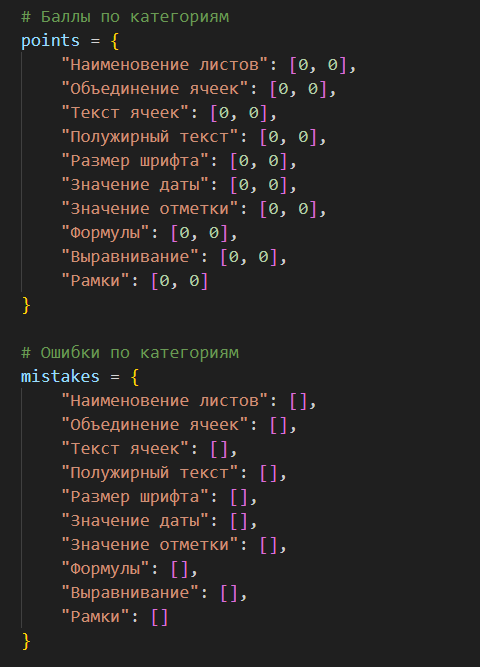 # Баллы по категориям
points = {
    "Наименовение листов": [0, 0],
    "Объединение ячеек": [0, 0],
    "Текст ячеек": [0, 0],
    "Полужирный текст": [0, 0],
    "Размер шрифта": [0, 0],
    "Значение даты": [0, 0],
    "Значение отметки": [0, 0],
    "Формулы": [0, 0],
    "Выравнивание": [0, 0],
    "Рамки": [0, 0]
}
# Ошибки по категориям
mistakes = {
    "Наименовение листов": [],
    "Объединение ячеек": [],
    "Текст ячеек": [],
    "Полужирный текст": [],
    "Размер шрифта": [],
    "Значение даты": [],
    "Значение отметки": [],
    "Формулы": [],
    "Выравнивание": [],
    "Рамки": []
}